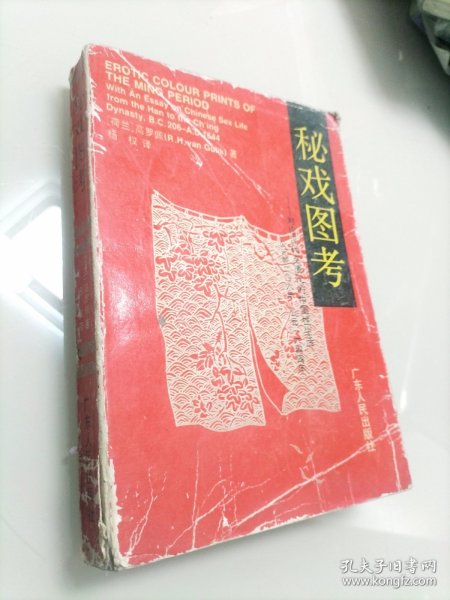 EROTIC COLOUR PRINTS OF
THE MING PERIOD
With An Essay on Chinese Sex Life
from the Han to the Ch'ing
Dynasty, B.C. 206-A.D. 1644
[荷兰]高罗佩(R.H.van Gulik) 著
杨权译
秘戏图考
广东人民出版社
孔夫子旧书网
www.kongfz.com